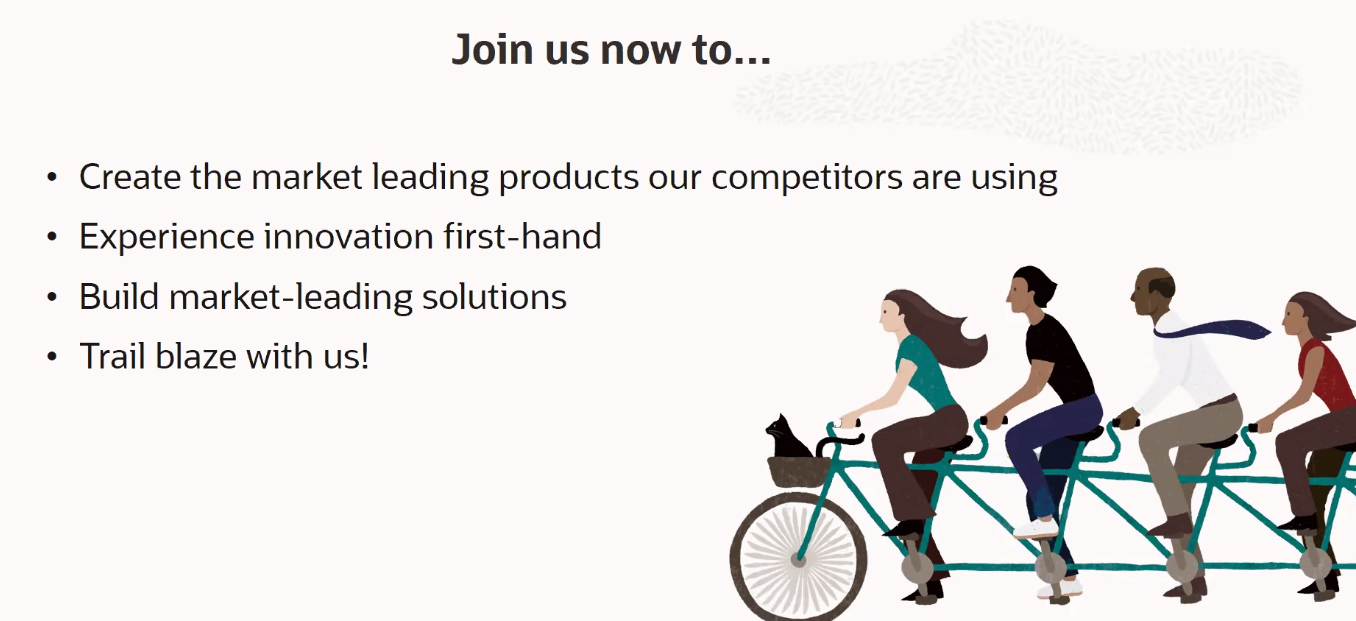 Join us now to...
• Create the market leading products our competitors are using
• Experience innovation first-hand
• Build market-leading solutions
• Trail blaze with us!